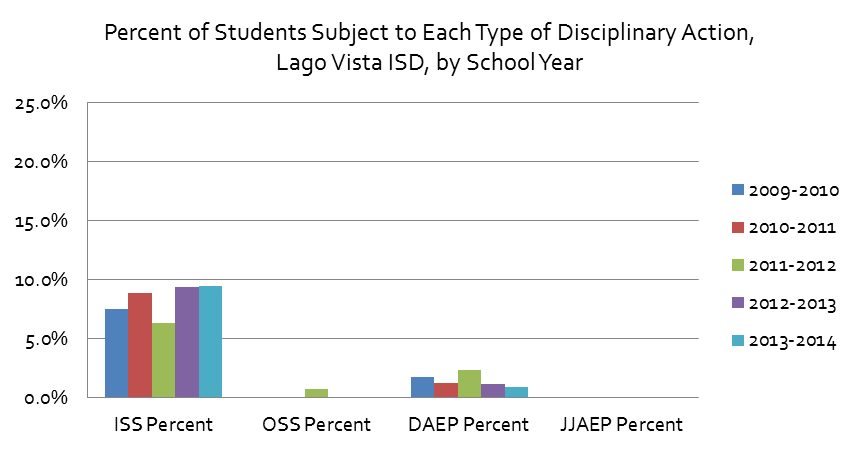 Percent of Students Subject to Each Type of Disciplinary Action,
Lago Vista ISD, by School Year
25.0%
20.0%
15.0%
10.0%
5.0%
0.0%
ISS Percent
OSS Percent
DAEP Percent
JJAEP Percent
2009-2010
2010-2011
2011-2012
2012-2013
2013-2014